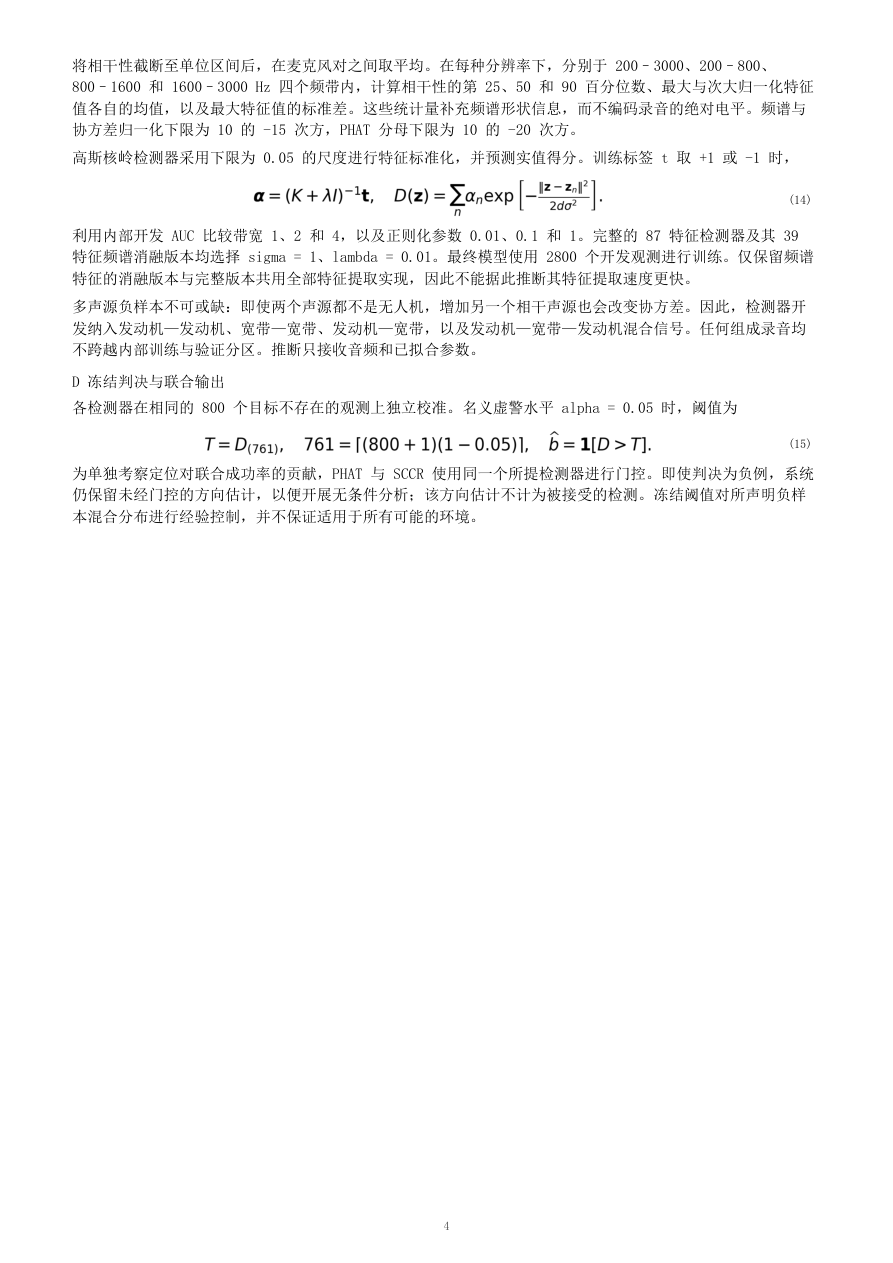 将相干性截断至单位区间后，在麦克风对之间取平均。在每种分辨率下，分别于 200–3000、200–800、
800–1600 和 1600–3000 Hz 四个频带内，计算相干性的第 25、50 和 90 百分位数、最大与次大归一化特征
值各自的均值，以及最大特征值的标准差。这些统计量补充频谱形状信息，而不编码录音的绝对电平。频谱与
协方差归一化下限为 10 的 -15 次方，PHAT 分母下限为 10 的 -20 次方。
高斯核岭检测器采用下限为 0.05 的尺度进行特征标准化，并预测实值得分。训练标签 t 取 +1 或 -1 时，
α = (K + λI)⁻¹t,   D(z) = ∑ₙ αₙ exp [−‖z − zₙ‖² / 2dσ²].   (14)
利用内部开发 AUC 比较带宽 1、2 和 4，以及正则化参数 0.01、0.1 和 1。完整的 87 特征检测器及其 39
特征频谱消融版本均选择 sigma = 1、lambda = 0.01。最终模型使用 2800 个开发观测进行训练。仅保留频谱
特征的消融版本与完整版本共用全部特征提取实现，因此不能据此推断其特征提取速度更快。
多声源负样本不可或缺：即使两个声源都不是无人机，增加另一个相干声源也会改变协方差。因此，检测器开
发纳入发动机—发动机、宽带—宽带、发动机—宽带，以及发动机—宽带—发动机混合信号。任何组成录音均
不跨越内部训练与验证分区。推断只接收音频和已拟合参数。
D 冻结判决与联合输出
各检测器在相同的 800 个目标不存在的观测上独立校准。名义虚警水平 alpha = 0.05 时，阈值为
T = D₍₇₆₁₎,   761 = ⌈(800 + 1)(1 − 0.05)⌉,   b̂ = 1[D > T].   (15)
为单独考察定位对联合成功率的贡献，PHAT 与 SCCR 使用同一个所提检测器进行门控。即使判决为负例，系统
仍保留未经门控的方向估计，以便开展无条件分析；该方向估计不计为被接受的检测。冻结阈值对所声明负样
本混合分布进行经验控制，并不保证适用于所有可能的环境。
4